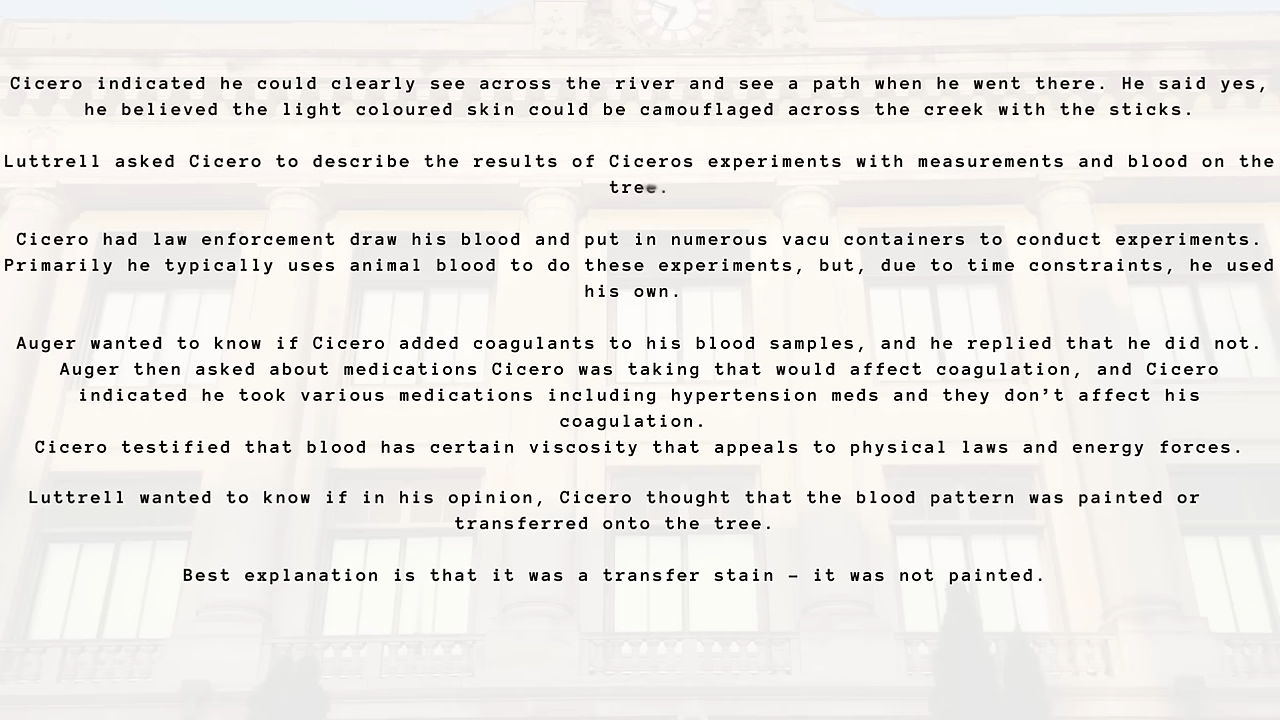 Cicero indicated he could clearly see across the river and see a path when he went there. He said yes,
he believed the light coloured skin could be camouflaged across the creek with the sticks.
Luttrell asked Cicero to describe the results of Ciceros experiments with measurements and blood on the
tree.
Cicero had law enforcement draw his blood and put in numerous vacu containers to conduct experiments.
Primarily he typically uses animal blood to do these experiments, but, due to time constraints, he used
his own.
Auger wanted to know if Cicero added coagulants to his blood samples, and he replied that he did not.
Auger then asked about medications Cicero was taking that would affect coagulation, and Cicero
indicated he took various medications including hypertension meds and they don’t affect his
coagulation.
Cicero testified that blood has certain viscosity that appeals to physical laws and energy forces.
Luttrell wanted to know if in his opinion, Cicero thought that the blood pattern was painted or
transferred onto the tree.
Best explanation is that it was a transfer stain – it was not painted.